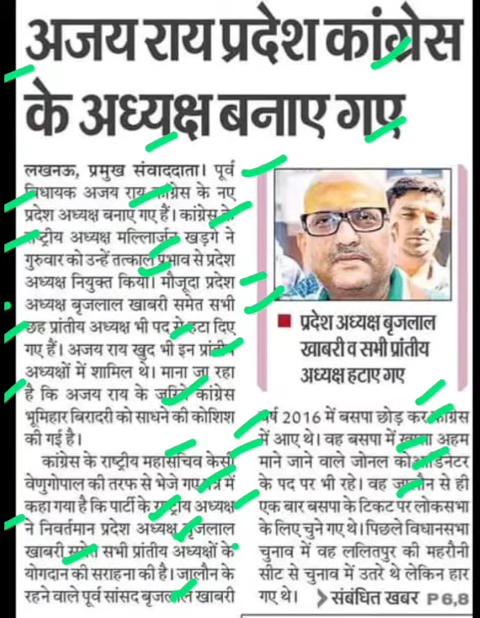 अजय राय प्रदेश कांग्रेस
के अध्यक्ष बनाए गए
लखनऊ, प्रमुख संवाददाता। पूर्व
विधायक अजय राय कांग्रेस के नए
प्रदेश अध्यक्ष बनाए गए हैं। कांग्रेस के
राष्ट्रीय अध्यक्ष मल्लिार्जुन खड़गे ने
गुरुवार को उन्हें तत्काल प्रभाव से प्रदेश
अध्यक्ष नियुक्त किया। मौजूदा प्रदेश
अध्यक्ष बृजलाल खाबरी समेत सभी
छह प्रांतीय अध्यक्ष भी पद से हटा दिए
गए हैं। अजय राय खुद भी इन प्रांतीय
अध्यक्षों में शामिल थे। माना जा रहा
है कि अजय राय के जरिये कांग्रेस
भूमिहार बिरादरी को साधने की कोशिश
की गई है।
कांग्रेस के राष्ट्रीय महासचिव केसी
वेणुगोपाल की तरफ से भेजे गए पत्र में
कहा गया है कि पार्टी के राष्ट्रीय अध्यक्ष
ने निवर्तमान प्रदेश अध्यक्ष बृजलाल
खाबरी समेत सभी प्रांतीय अध्यक्षों के
योगदान की सराहना की है। जालौन के
रहने वाले पूर्व सांसद बृजलाल खाबरी
■ प्रदेश अध्यक्ष बृजलाल
खाबरी व सभी प्रांतीय
अध्यक्ष हटाए गए
वर्ष 2016 में बसपा छोड़ कर कांग्रेस
में आए थे। वह बसपा में अहम
माने जाने वाले जोनल कोआर्डिनेटर
के पद पर भी रहे। वह जालौन से ही
एक बार बसपा के टिकट पर लोकसभा
के लिए चुने गए थे। पिछले विधानसभा
चुनाव में वह ललितपुर की महरौनी
सीट से चुनाव में उतरे थे लेकिन हार
गए थे। ➤संबंधित खबर P6,8